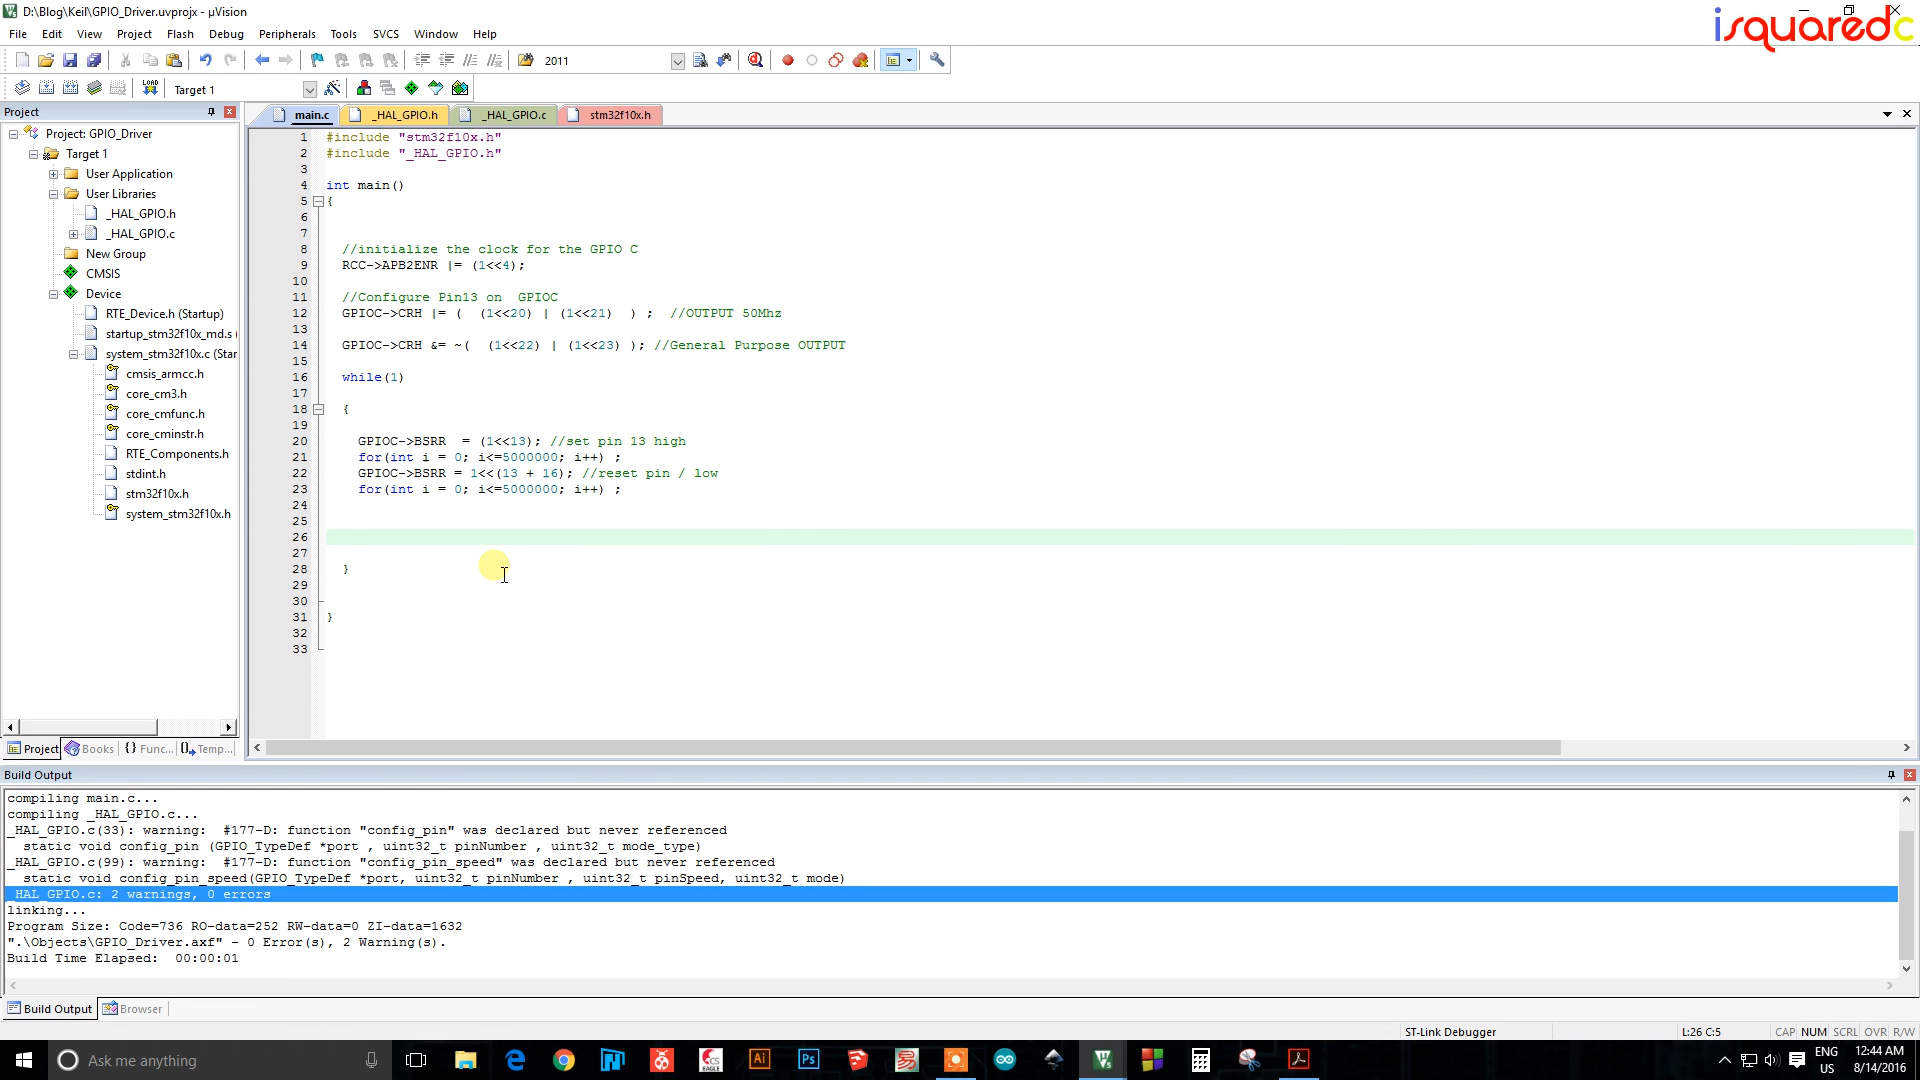 D:\Blog\Keil\GPIO_Driver.uvprojx - µVision
isquaredc
File Edit View Project Flash Debug Peripherals Tools SVCS Window Help
2011
LOAD
Target 1
Project
main.c _HAL_GPIO.h _HAL_GPIO.c stm32f10x.h
Project: GPIO_Driver
Target 1
User Application
User Libraries
_HAL_GPIO.h
_HAL_GPIO.c
New Group
CMSIS
Device
RTE_Device.h (Startup)
startup_stm32f10x_md.s (
system_stm32f10x.c (Star
cmsis_armcc.h
core_cm3.h
core_cmfunc.h
core_cminstr.h
RTE_Components.h
stdint.h
stm32f10x.h
system_stm32f10x.h
Project Books {} Func... Temp...
1 #include "stm32f10x.h"
2 #include "_HAL_GPIO.h"
3
4 int main()
5 {
6
7
8 //initialize the clock for the GPIO C
9 RCC->APB2ENR |= (1<<4);
10
11 //Configure Pin13 on  GPIOC
12 GPIOC->CRH |= (  (1<<20) | (1<<21)  ) ;  //OUTPUT 50Mhz
13
14 GPIOC->CRH &= ~(  (1<<22) | (1<<23) ); //General Purpose OUTPUT
15
16 while(1)
17
18 {
19
20 GPIOC->BSRR  = (1<<13); //set pin 13 high
21 for(int i = 0; i<=5000000; i++) ;
22 GPIOC->BSRR = 1<<(13 + 16); //reset pin / low
23 for(int i = 0; i<=5000000; i++) ;
24
25
26
27
28 }
29
30
31 }
32
33
Build Output
compiling main.c...
compiling _HAL_GPIO.c...
_HAL_GPIO.c(33): warning:  #177-D: function "config_pin" was declared but never referenced
static void config_pin (GPIO_TypeDef *port , uint32_t pinNumber , uint32_t mode_type)
_HAL_GPIO.c(99): warning:  #177-D: function "config_pin_speed" was declared but never referenced
static void config_pin_speed(GPIO_TypeDef *port, uint32_t pinNumber , uint32_t pinSpeed, uint32_t mode)
_HAL_GPIO.c: 2 warnings, 0 errors
linking...
Program Size: Code=736 RO-data=252 RW-data=0 ZI-data=1632
".\Objects\GPIO_Driver.axf" - 0 Error(s), 2 Warning(s).
Build Time Elapsed:  00:00:01
Build Output Browser
ST-Link Debugger L:26 C:5 CAP NUM SCRL OVR R/W
Ask me anything
EAGLE
Ai
Ps
ENG
US
12:44 AM
8/14/2016